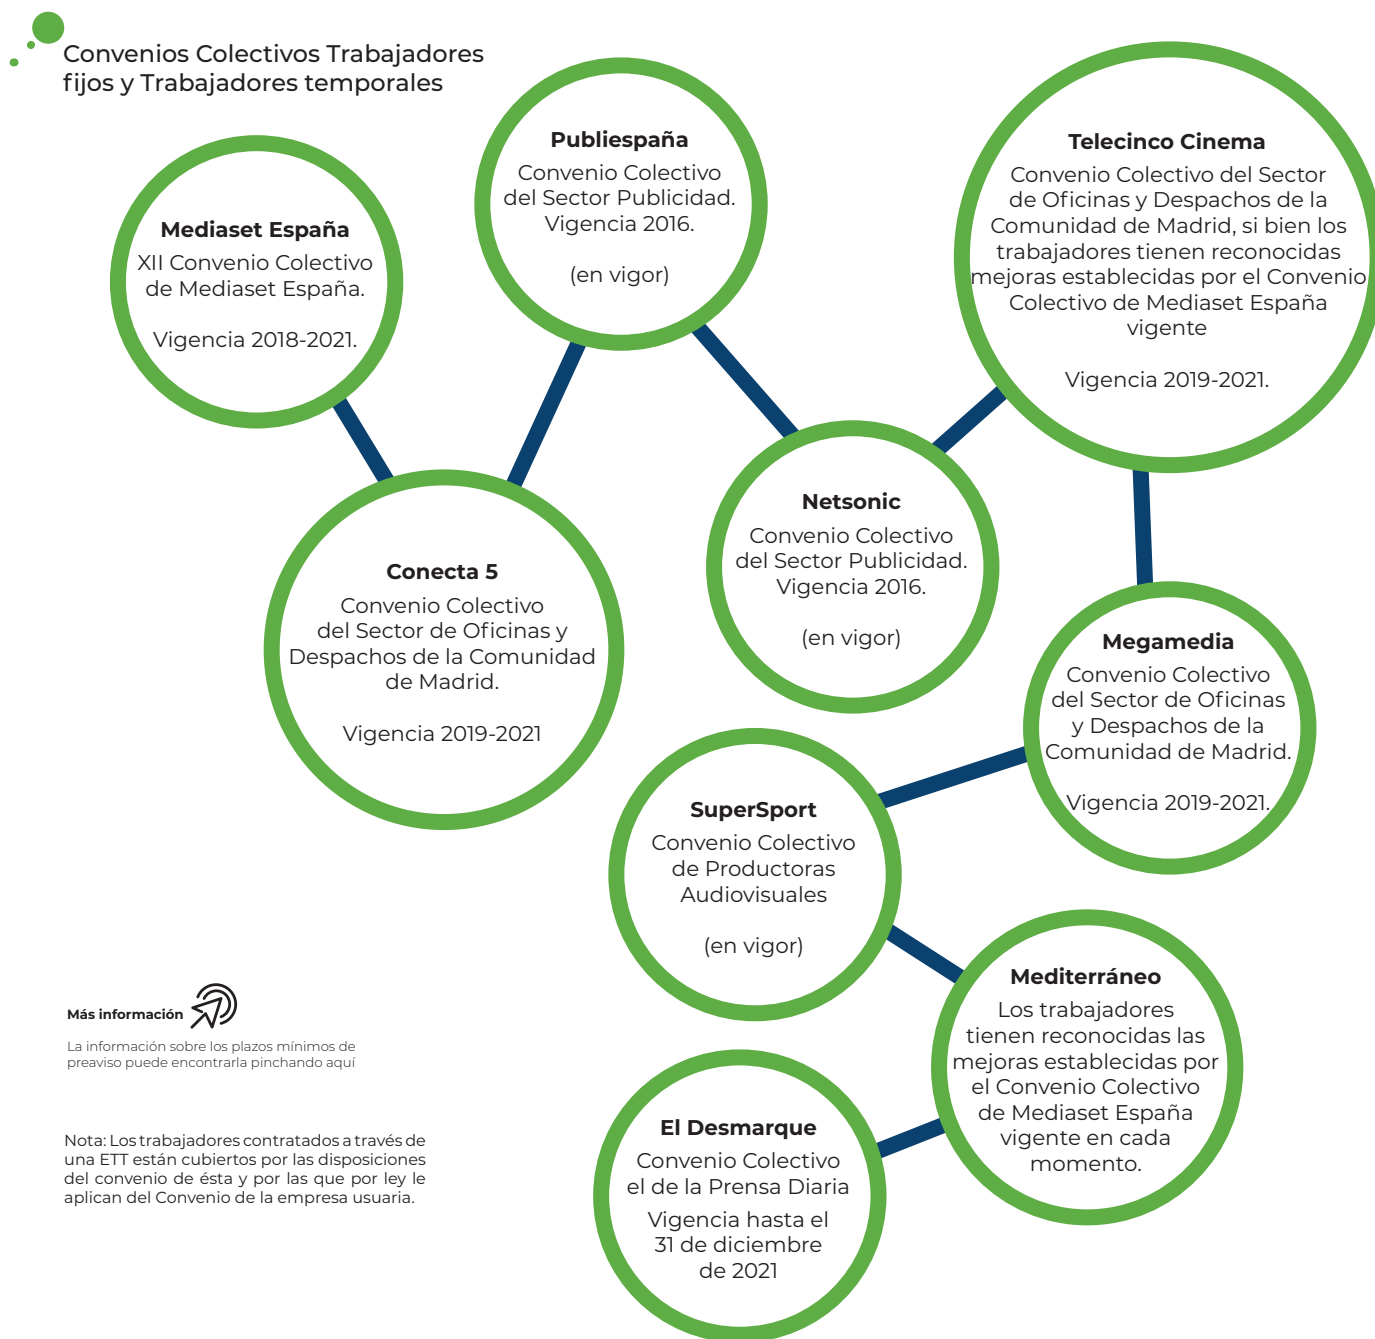 Convenios Colectivos Trabajadores
fijos y Trabajadores temporales
Mediaset España
XII Convenio Colectivo
de Mediaset España.
Vigencia 2018-2021.
Conecta 5
Convenio Colectivo
del Sector de Oficinas y
Despachos de la Comunidad
de Madrid.
Vigencia 2019-2021
Publiespaña
Convenio Colectivo
del Sector Publicidad.
Vigencia 2016.
(en vigor)
Netsonic
Convenio Colectivo
del Sector Publicidad.
Vigencia 2016.
(en vigor)
Telecinco Cinema
Convenio Colectivo del Sector
de Oficinas y Despachos de la
Comunidad de Madrid, si bien los
trabajadores tienen reconocidas
mejoras establecidas por el Convenio
Colectivo de Mediaset España
vigente
Vigencia 2019-2021.
Megamedia
Convenio Colectivo
del Sector de Oficinas
y Despachos de la
Comunidad de Madrid.
Vigencia 2019-2021.
SuperSport
Convenio Colectivo
de Productoras
Audiovisuales
(en vigor)
Mediterráneo
Los trabajadores
tienen reconocidas las
mejoras establecidas por
el Convenio Colectivo
de Mediaset España
vigente en cada
momento.
El Desmarque
Convenio Colectivo
el de la Prensa Diaria
Vigencia hasta el
31 de diciembre
de 2021
Más información
La información sobre los plazos mínimos de
preaviso puede encontrarla pinchando aquí
Nota: Los trabajadores contratados a través de
una ETT están cubiertos por las disposiciones
del convenio de ésta y por las que por ley le
aplican del Convenio de la empresa usuaria.